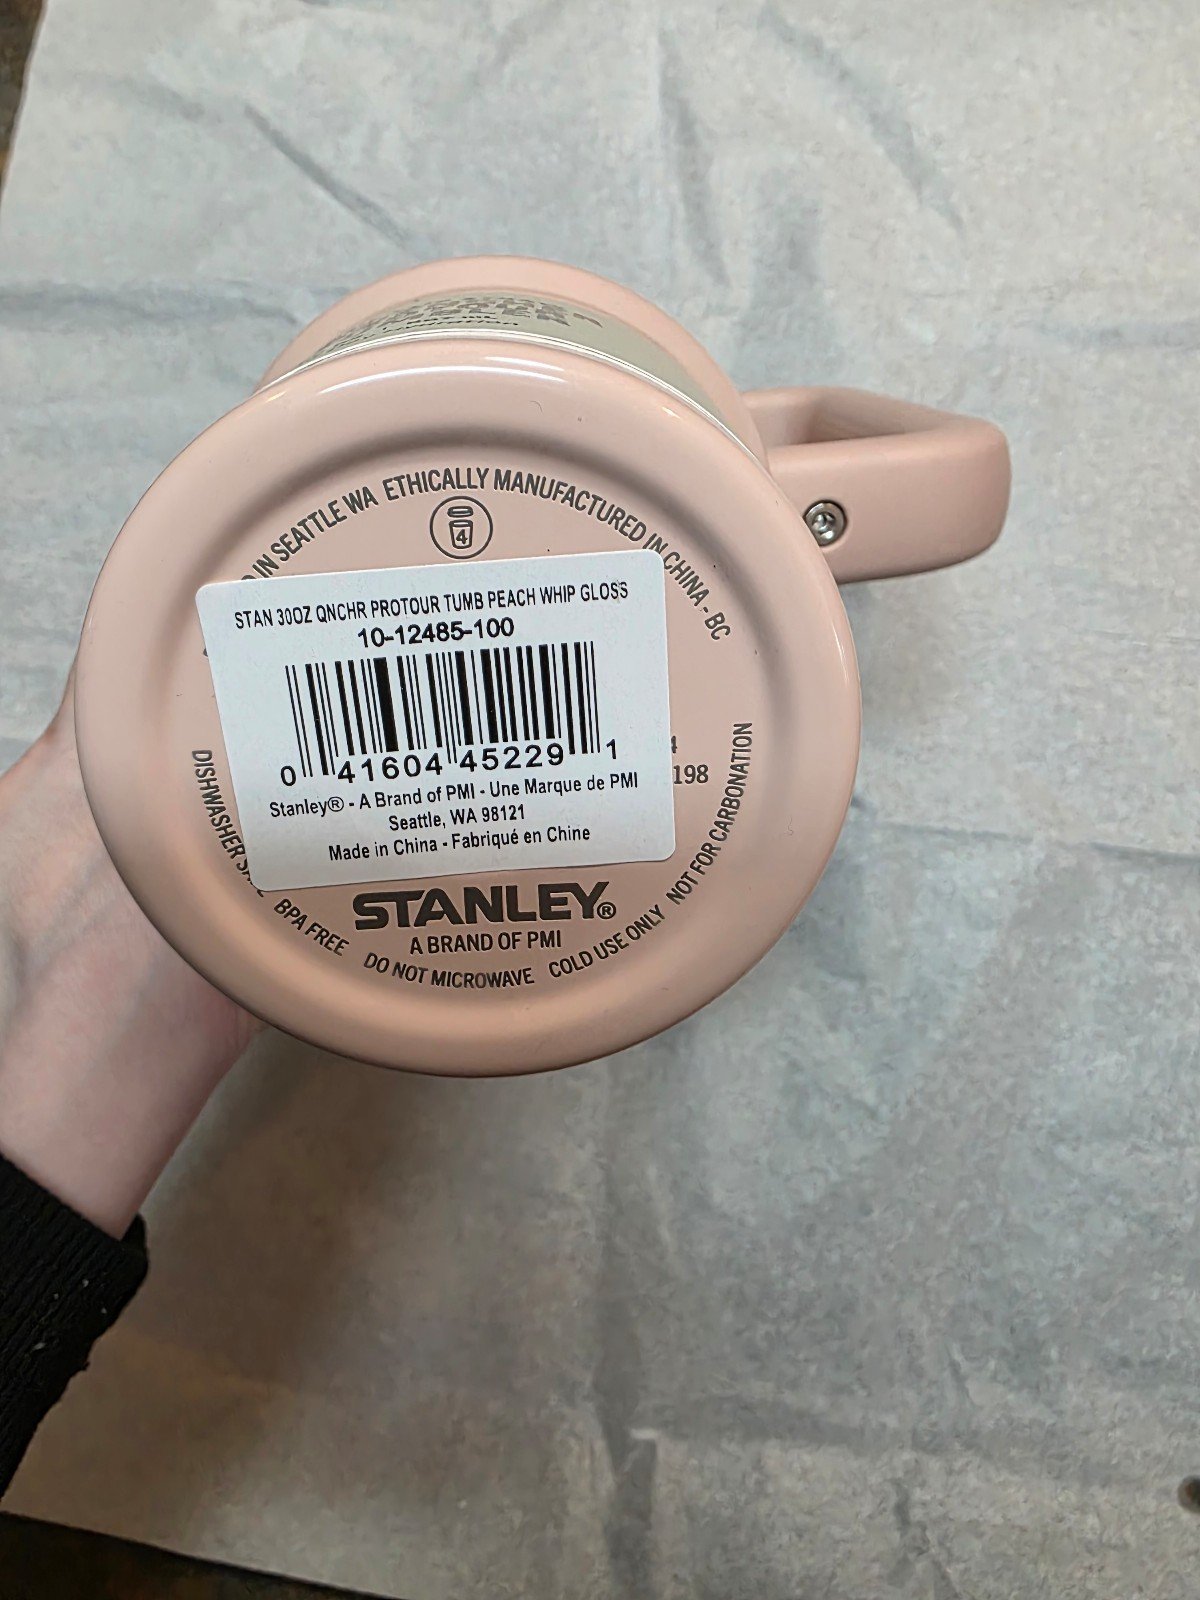 IN SEATTLE WA ETHICALLY MANUFACTURED IN CHINA - BC
4
STAN 30OZ QNCHR PROTOUR TUMB PEACH WHIP GLOSS
10-12485-100
0 41604 45229 1
Stanley® - A Brand of PMI - Une Marque de PMI
Seattle, WA 98121
Made in China - Fabriqué en Chine
198
STANLEY®
A BRAND OF PMI
DISHWASHER BPA FREE DO NOT MICROWAVE COLD USE ONLY NOT FOR CARBONATION